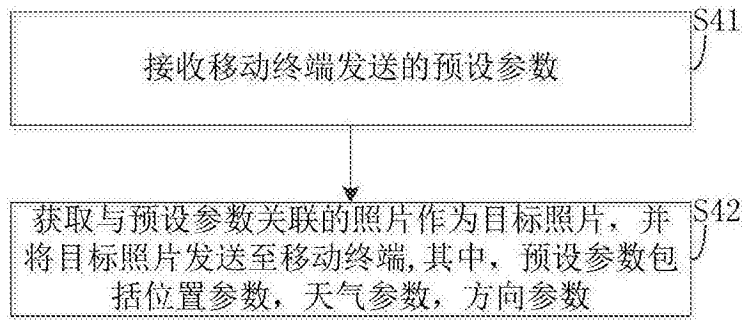 S41
接收移动终端发送的预设参数
S42
获取与预设参数关联的照片作为目标照片，并
将目标照片发送至移动终端,其中，预设参数包
括位置参数，天气参数，方向参数